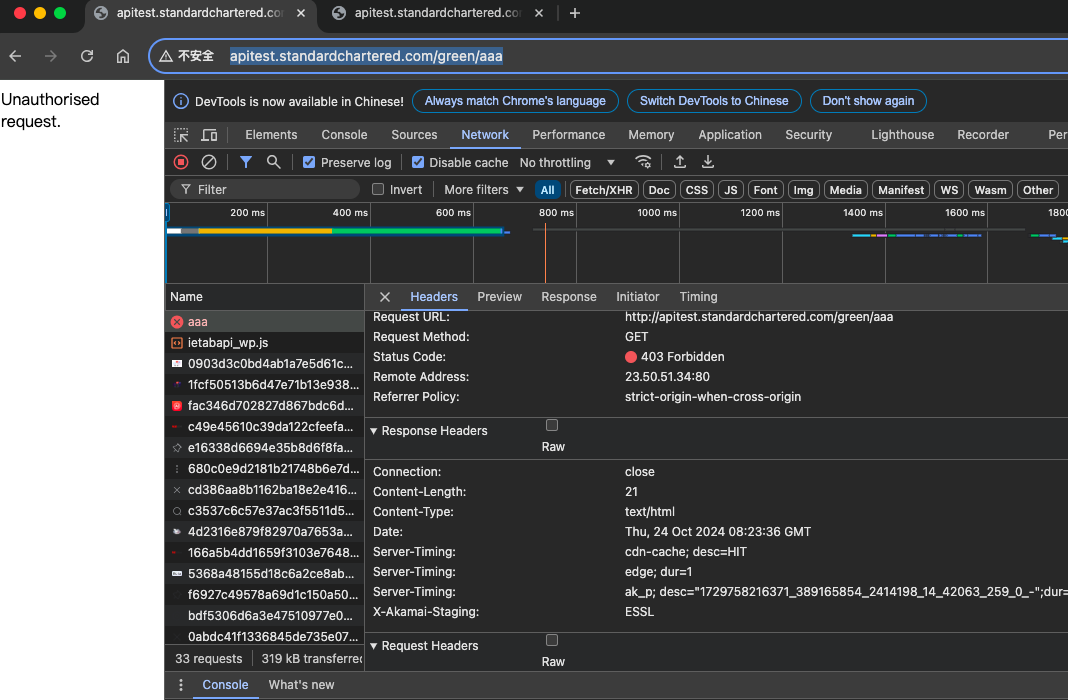 apitest.standardchartered.co
apitest.standardchartered.co
不安全
apitest.standardchartered.com/green/aaa
Unauthorised
request.
DevTools is now available in Chinese!
Always match Chrome's language
Switch DevTools to Chinese
Don't show again
Elements
Console
Sources
Network
Performance
Memory
Application
Security
Lighthouse
Recorder
Per
Preserve log
Disable cache
No throttling
Filter
Invert
More filters
All
Fetch/XHR
Doc
CSS
JS
Font
Img
Media
Manifest
WS
Wasm
Other
200 ms
400 ms
600 ms
800 ms
1000 ms
1200 ms
1400 ms
1600 ms
1800
Name
aaa
ietabapi_wp.js
0903d3c0bd4ab1a7e5d61c...
1fcf50513b6d47e71b13e938...
fac346d702827d867bdc6d...
c49e45610c39da122cfeefa...
e16338d6694e35b8d6f8fa...
680c0e9d2181b21748b6e7d...
cd386aa8b1162ba18e2e416...
c3537c6c57e37ac3f5511d5...
4d2316e879f82970a7653a...
166a5b4dd1659f3103e7648...
5368a48155d18c6a2ce8ab...
f6927c49578a69d1c150a50...
bdf5306d6a3e47510977e0...
0abdc41f1336845de735e07...
33 requests
319 kB transferred
Headers
Preview
Response
Initiator
Timing
Request URL:
http://apitest.standardchartered.com/green/aaa
Request Method:
GET
Status Code:
403 Forbidden
Remote Address:
23.50.51.34:80
Referrer Policy:
strict-origin-when-cross-origin
Response Headers
Raw
Connection:
close
Content-Length:
21
Content-Type:
text/html
Date:
Thu, 24 Oct 2024 08:23:36 GMT
Server-Timing:
cdn-cache; desc=HIT
Server-Timing:
edge; dur=1
Server-Timing:
ak_p; desc="1729758216371_389165854_2414198_14_42063_259_0_-";dur=
X-Akamai-Staging:
ESSL
Request Headers
Raw
Console
What's new